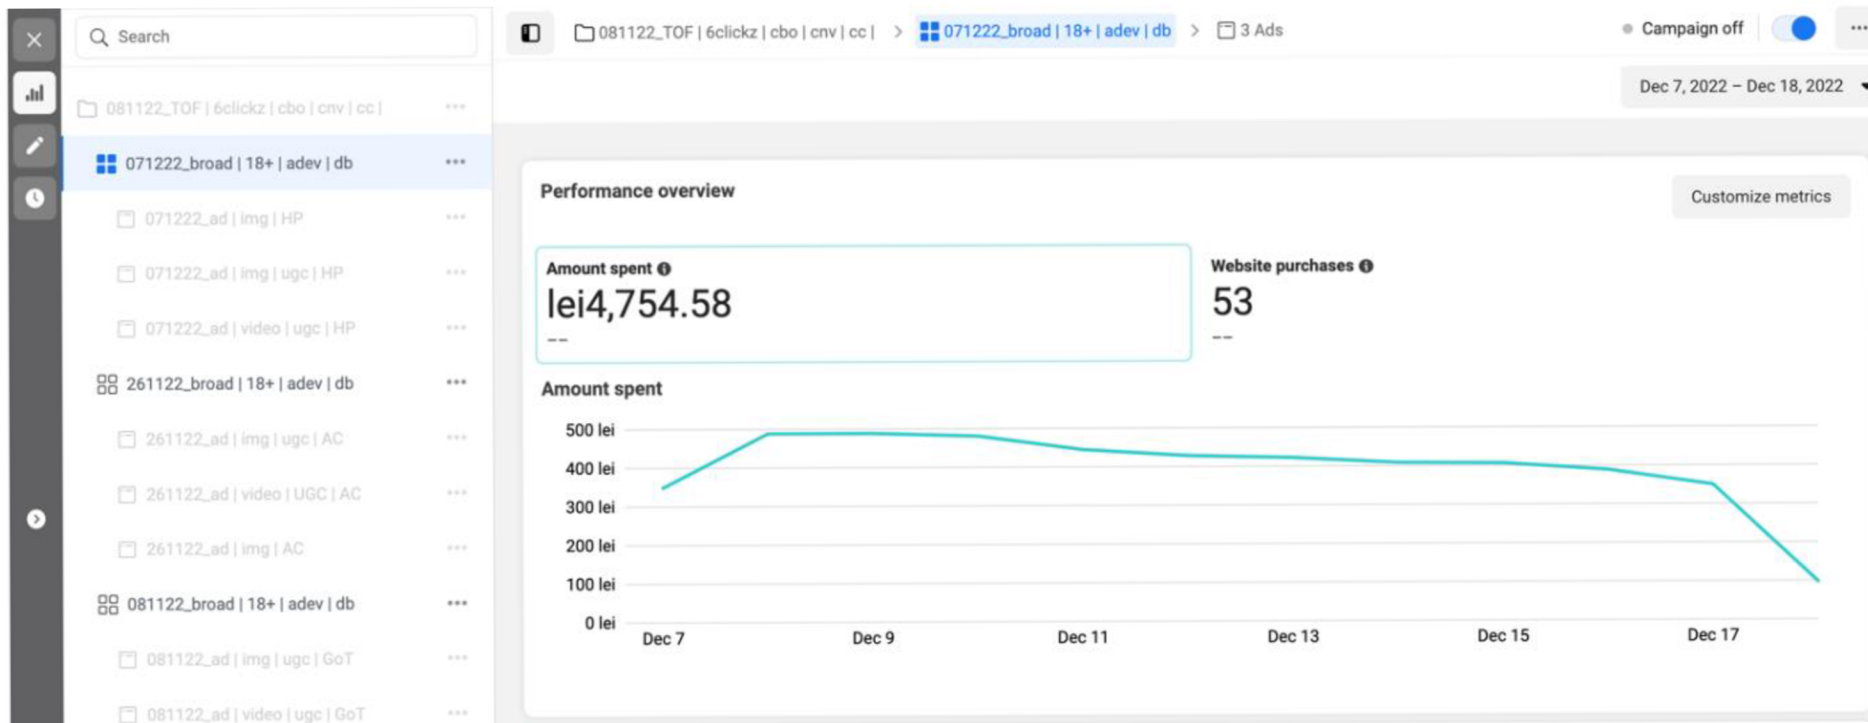 Search
081122_TOF | 6clickz | cbo | cnv | cc |
071222_broad | 18+ | adev | db
071222_ad | img | HP
071222_ad | img | ugc | HP
071222_ad | video | ugc | HP
261122_broad | 18+ | adev | db
261122_ad | img | ugc | AC
261122_ad | video | UGC | AC
261122_ad | img | AC
081122_broad | 18+ | adev | db
081122_ad | img | ugc | GoT
081122_ad | video | ugc | GoT
081122_TOF | 6clickz | cbo | cnv | cc | > 071222_broad | 18+ | adev | db > 3 Ads
Campaign off
Dec 7, 2022 – Dec 18, 2022
Performance overview
Customize metrics
Amount spent
lei4,754.58
--
Website purchases
53
--
Amount spent
500 lei
400 lei
300 lei
200 lei
100 lei
0 lei
Dec 7 Dec 9 Dec 11 Dec 13 Dec 15 Dec 17